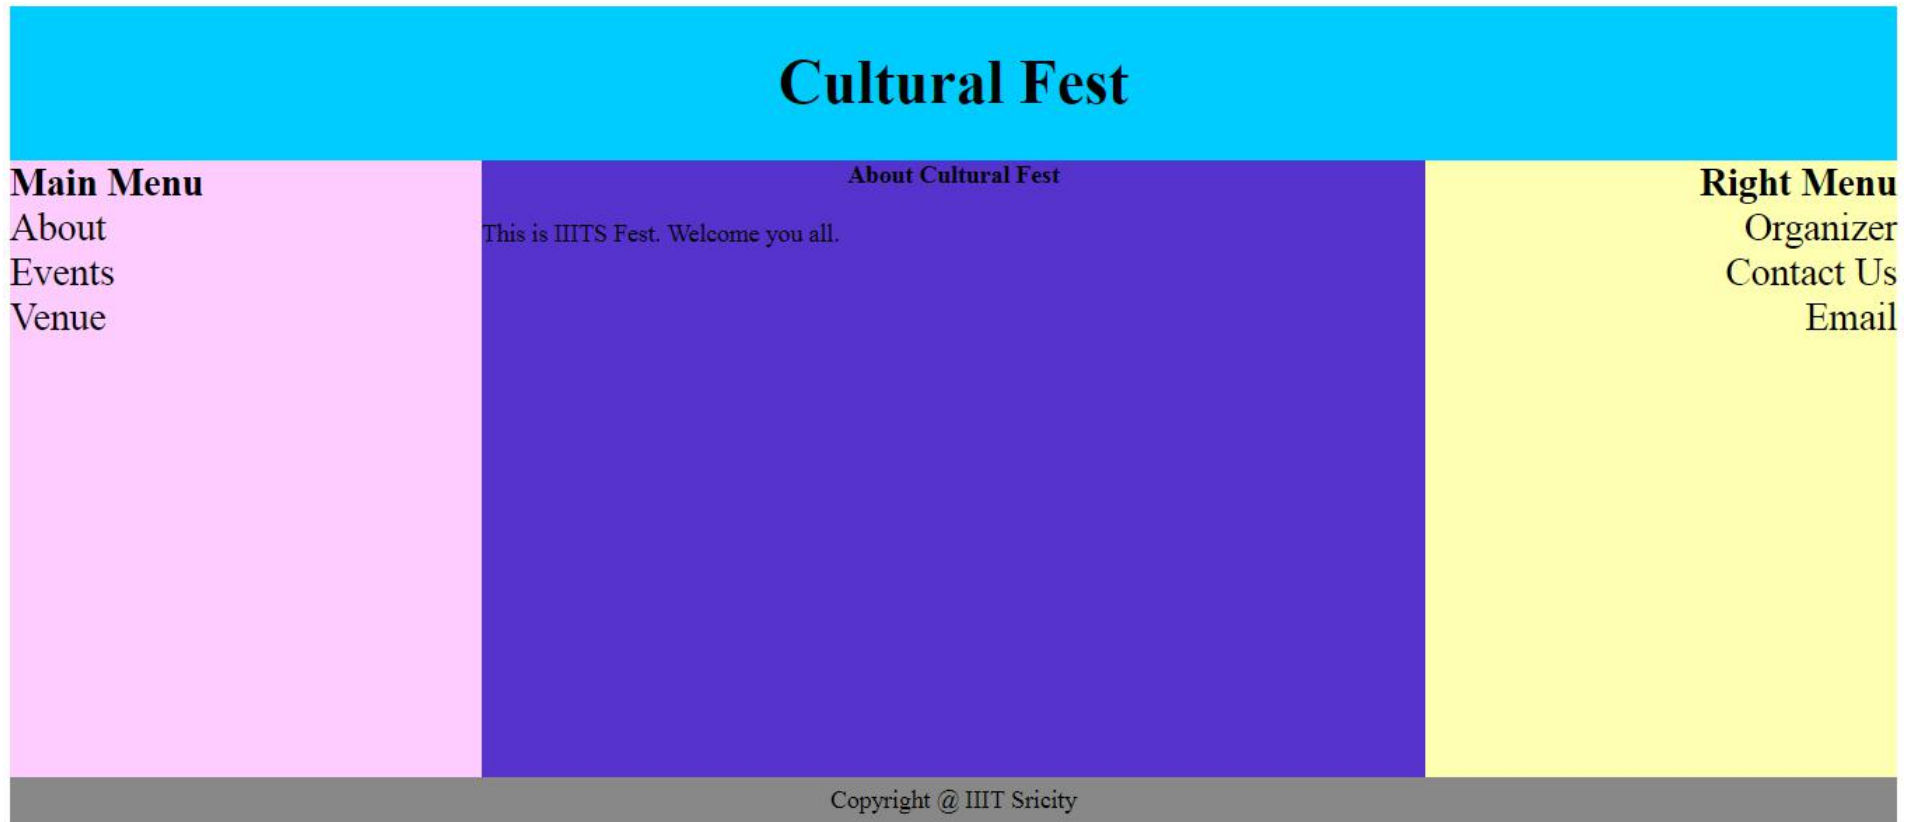 Cultural Fest
Main Menu
About
Events
Venue
About Cultural Fest
This is IIITS Fest. Welcome you all.
Right Menu
Organizer
Contact Us
Email
Copyright @ IIIT Sricity